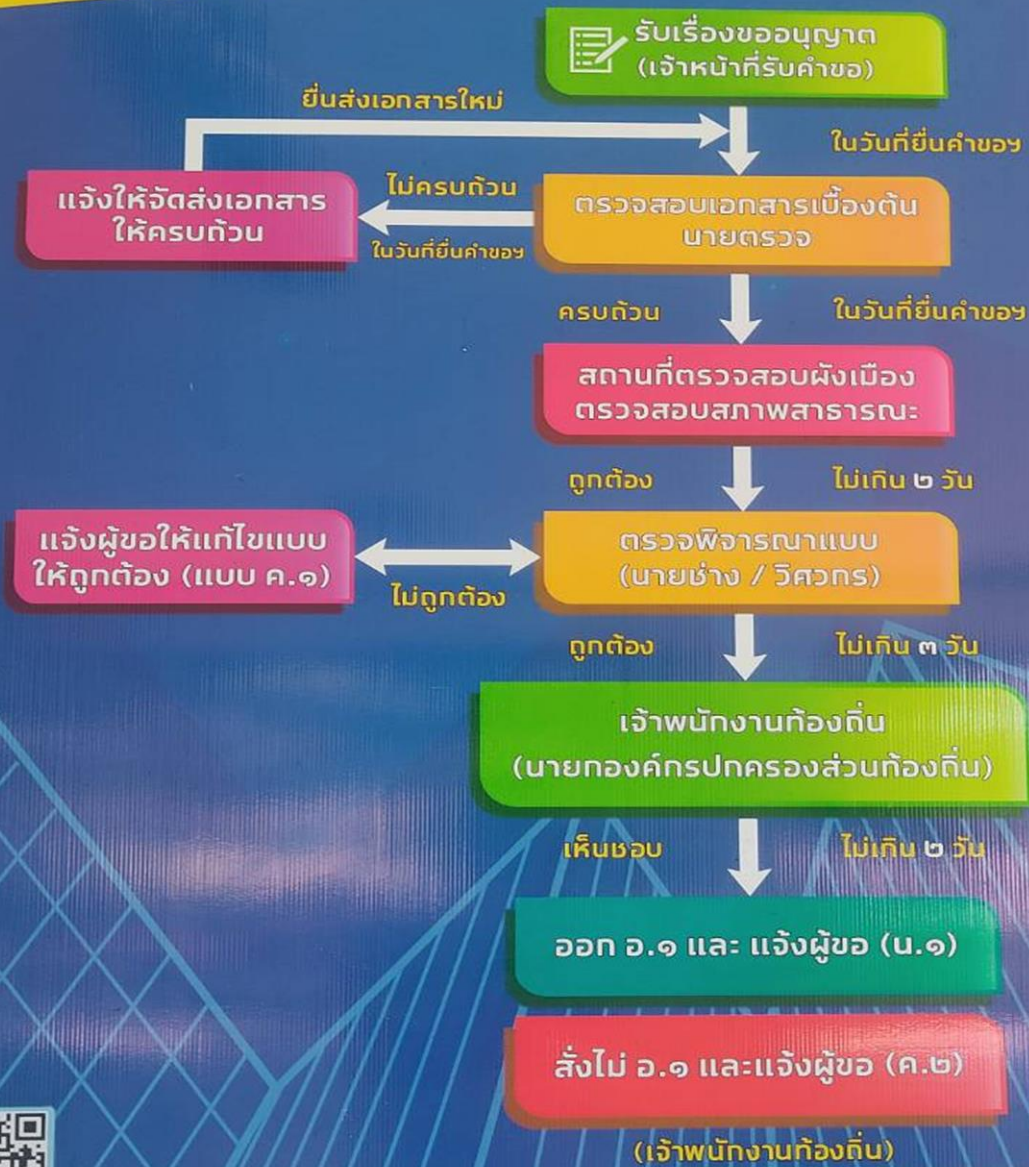 รับเรื่องขออนุญาต
(เจ้าหน้าที่รับคำขอ)
ยื่นส่งเอกสารใหม่
ในวันที่ยื่นคำขอฯ
แจ้งให้จัดส่งเอกสาร
ให้ครบถ้วน
ไม่ครบถ้วน
ในวันที่ยื่นคำขอฯ
ตรวจสอบเอกสารเบื้องต้น
นายตรวจ
ครบถ้วน
ในวันที่ยื่นคำขอฯ
สถานที่ตรวจสอบผังเมือง
ตรวจสอบสภาพสาธารณะ
ถูกต้อง
ไม่เกิน ๒ วัน
แจ้งผู้ขอให้แก้ไขแบบ
ให้ถูกต้อง (แบบ ค.๑)
ไม่ถูกต้อง
ตรวจพิจารณาแบบ
(นายช่าง / วิศวกร)
ถูกต้อง
ไม่เกิน ๓ วัน
เจ้าพนักงานท้องถิ่น
(นายกองค์กรปกครองส่วนท้องถิ่น)
เห็นชอบ
ไม่เกิน ๒ วัน
ออก อ.๑ และ แจ้งผู้ขอ (น.๑)
สั่งไม่ อ.๑ และแจ้งผู้ขอ (ค.๒)
(เจ้าพนักงานท้องถิ่น)